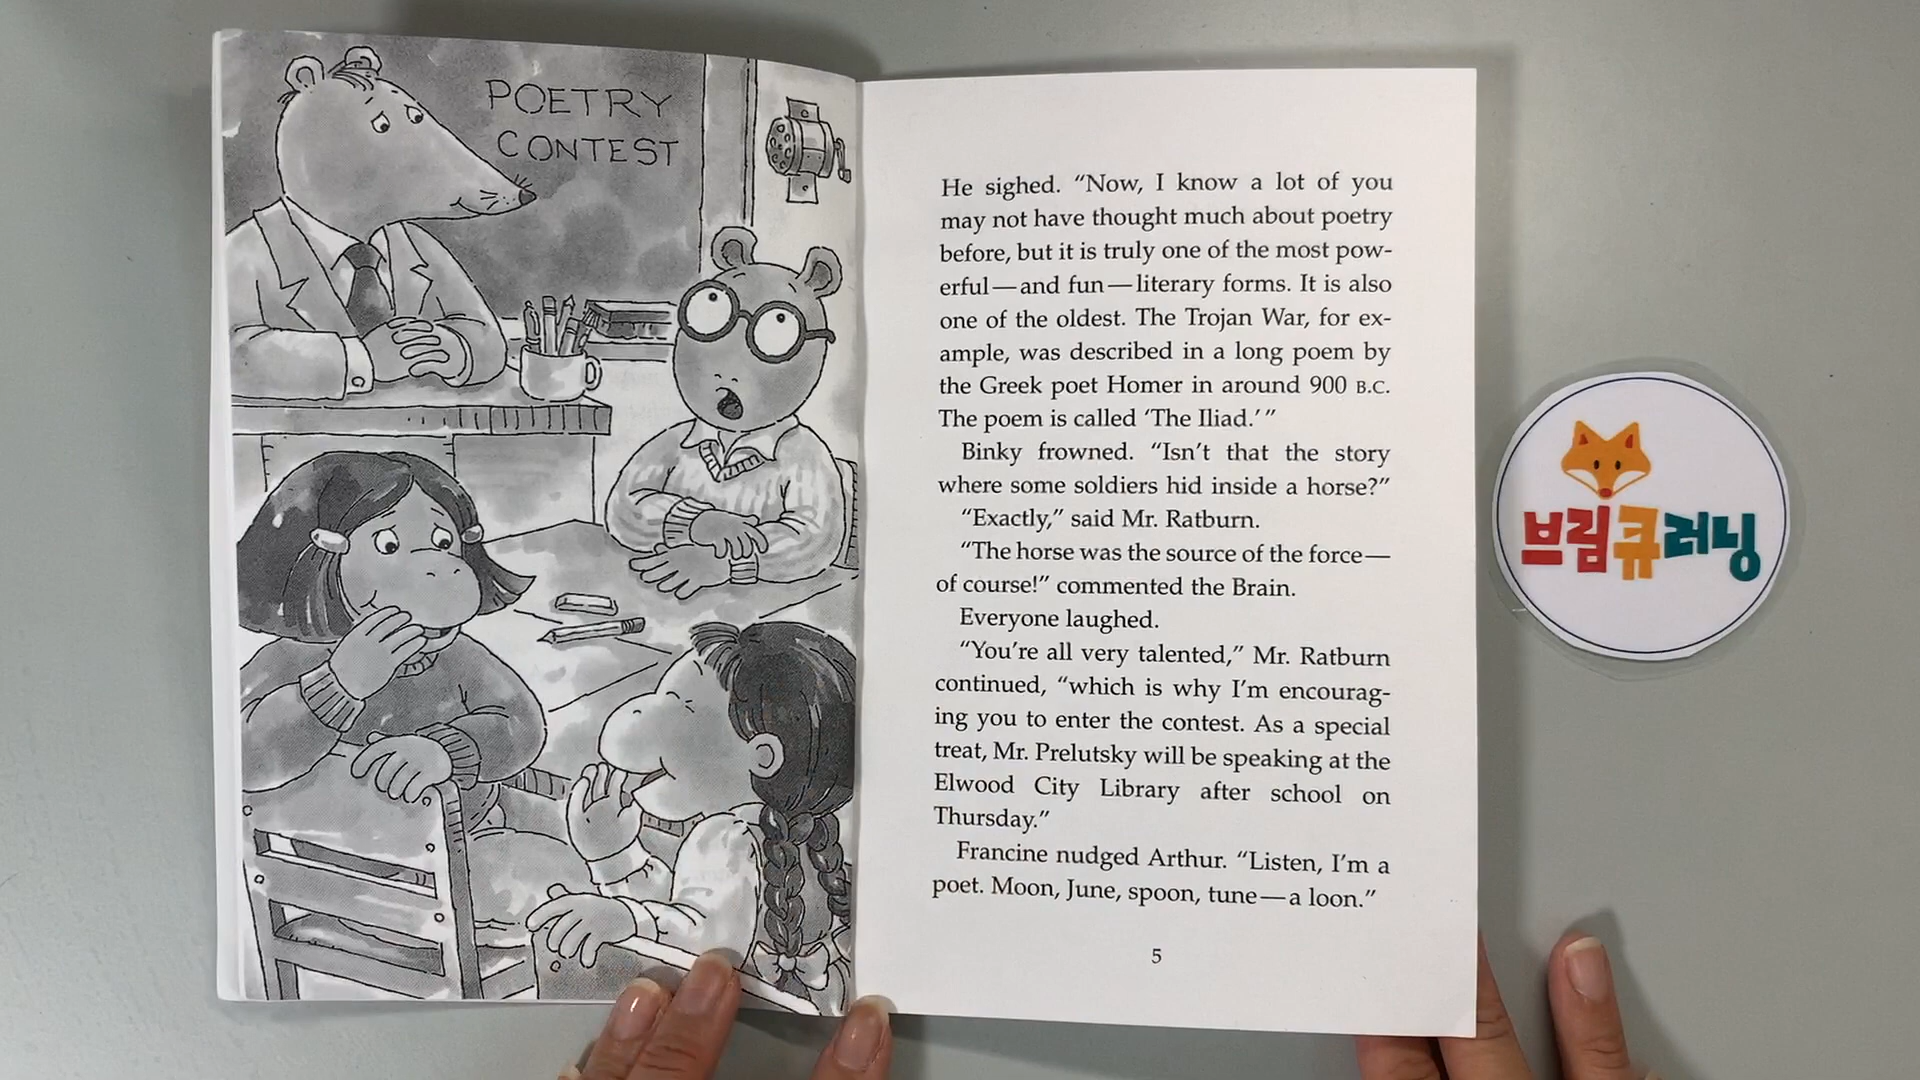 POETRY
CONTEST
He sighed. “Now, I know a lot of you
may not have thought much about poetry
before, but it is truly one of the most pow-
erful—and fun—literary forms. It is also
one of the oldest. The Trojan War, for ex-
ample, was described in a long poem by
the Greek poet Homer in around 900 B.C.
The poem is called ‘The Iliad.’”
Binky frowned. “Isn’t that the story
where some soldiers hid inside a horse?”
“Exactly,” said Mr. Ratburn.
“The horse was the source of the force—
of course!” commented the Brain.
Everyone laughed.
“You’re all very talented,” Mr. Ratburn
continued, “which is why I’m encourag-
ing you to enter the contest. As a special
treat, Mr. Prelutsky will be speaking at the
Elwood City Library after school on
Thursday.”
Francine nudged Arthur. “Listen, I’m a
poet. Moon, June, spoon, tune—a loon.”
5
브림큐러닝